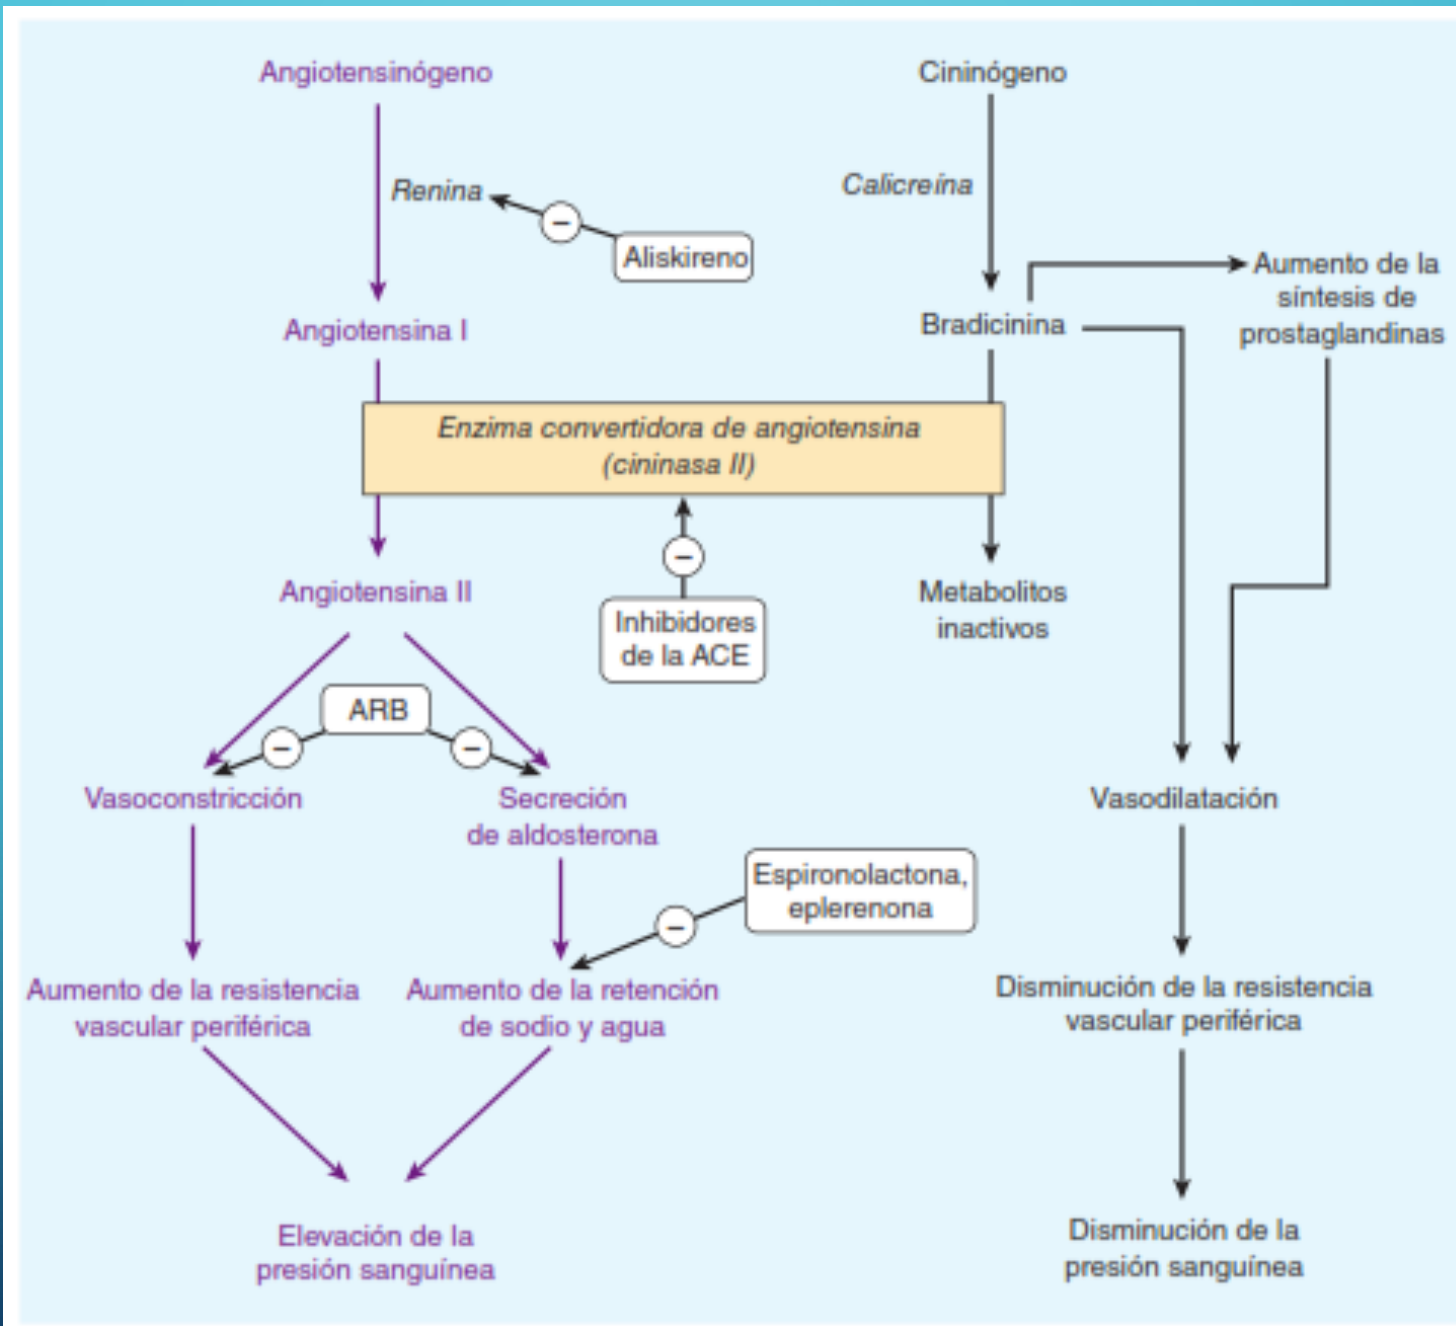 Angiotensinógeno
Cininógeno
Renina
Calicreína
Aliskireno
Aumento de la
síntesis de
prostaglandinas
Angiotensina I
Bradicinina
Enzima convertidora de angiotensina
(cininasa II)
–
–
Angiotensina II
Inhibidores
de la ACE
Metabolitos
inactivos
ARB
–
–
Vasoconstricción
Secreción
de aldosterona
Vasodilatación
Espironolactona,
eplerenona
–
Aumento de la resistencia
vascular periférica
Aumento de la retención
de sodio y agua
Disminución de la resistencia
vascular periférica
Elevación de la
presión sanguínea
Disminución de la
presión sanguínea